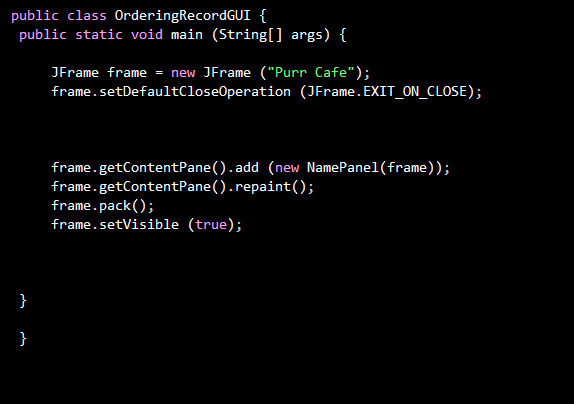 public class OrderingRecordGUI {
public static void main (String[] args) {
JFrame frame = new JFrame ("Purr Cafe");
frame.setDefaultCloseOperation (JFrame.EXIT_ON_CLOSE);
frame.getContentPane().add (new NamePanel(frame));
frame.getContentPane().repaint();
frame.pack();
frame.setVisible (true);
}
}